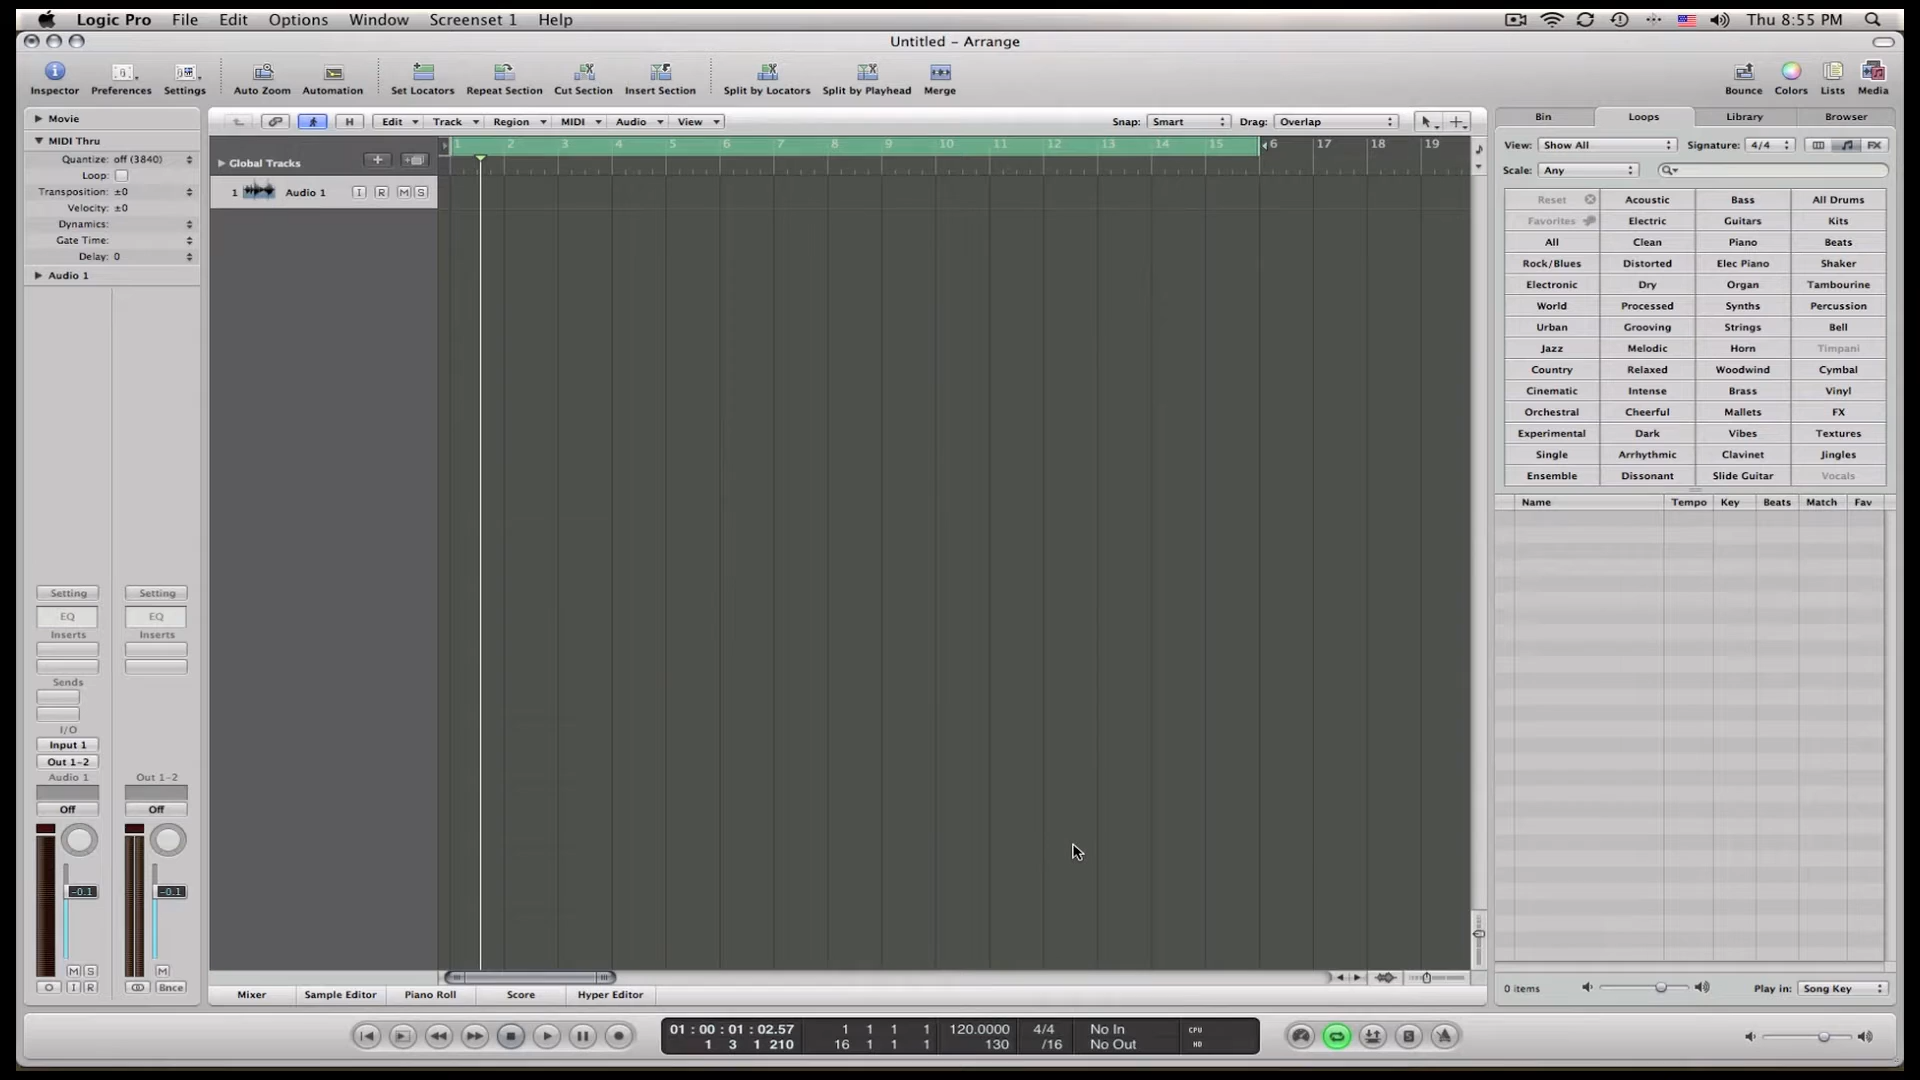 Logic Pro File Edit Options Window Screenset 1 Help Thu 8:55 PM
Untitled – Arrange
Inspector Preferences Settings Auto Zoom Automation Set Locators Repeat Section Cut Section Insert Section Split by Locators Split by Playhead Merge Bounce Colors Lists Media
Movie
MIDI Thru
Quantize: off (3840)
Loop:
Transposition: ±0
Velocity: ±0
Dynamics:
Gate Time:
Delay: 0
Audio 1
Setting Setting
EQ EQ
Inserts Inserts
Sends
I/O
Input 1
Out 1-2
Audio 1 Out 1-2
Off Off
-0.1 -0.1
M S M
O I R Bnce
H Edit Track Region MIDI Audio View Snap: Smart Drag: Overlap
1 2 3 4 5 6 7 8 9 10 11 12 13 14 15 6 17 18 19
Global Tracks
1 Audio 1 I R M S
Mixer Sample Editor Piano Roll Score Hyper Editor
Bin Loops Library Browser
View: Show All Signature: 4/4 FX
Scale: Any
Reset Acoustic Bass All Drums
Favorites Electric Guitars Kits
All Clean Piano Beats
Rock/Blues Distorted Elec Piano Shaker
Electronic Dry Organ Tambourine
World Processed Synths Percussion
Urban Grooving Strings Bell
Jazz Melodic Horn Timpani
Country Relaxed Woodwind Cymbal
Cinematic Intense Brass Vinyl
Orchestral Cheerful Mallets FX
Experimental Dark Vibes Textures
Single Arrhythmic Clavinet Jingles
Ensemble Dissonant Slide Guitar Vocals
Name Tempo Key Beats Match Fav
0 items Play in: Song Key
01 : 00 : 01 : 02.57 1 1 1 1 120.0000 4/4 No In CPU
1 3 1 210 16 1 1 1 130 /16 No Out HD
S